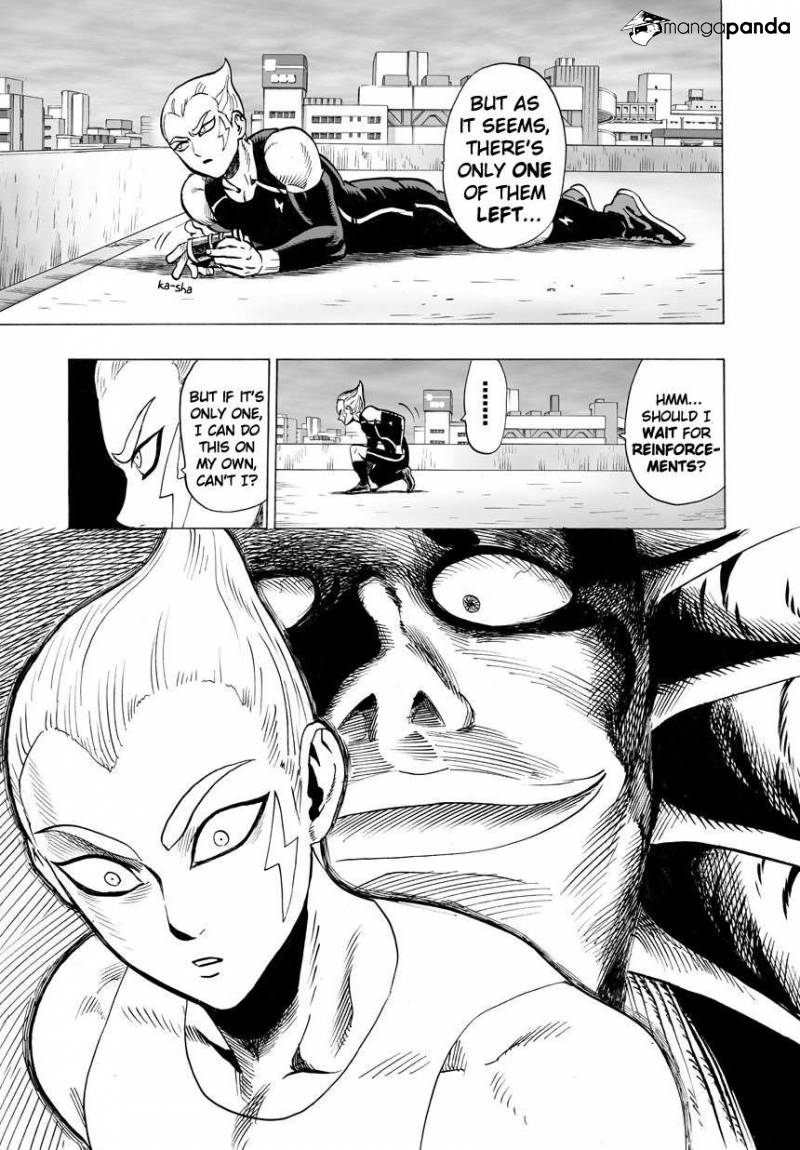 mangapanda
BUT AS
IT SEEMS,
THERE'S
ONLY ONE
OF THEM
LEFT...
ka-sha
HMM...
SHOULD I
WAIT FOR
REINFORCE-
MENTS?
.......
BUT IF IT'S
ONLY ONE,
I CAN DO
THIS ON
MY OWN,
CAN'T I?